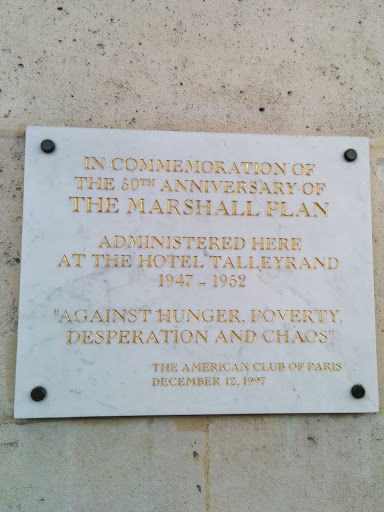 IN COMMEMORATION OF
THE 50TH ANNIVERSARY OF
THE MARSHALL PLAN
ADMINISTERED HERE
AT THE HOTEL TALLEYRAND
1947 - 1952
"AGAINST HUNGER, POVERTY,
DESPERATION AND CHAOS"
THE AMERICAN CLUB OF PARIS
DECEMBER 12, 1997